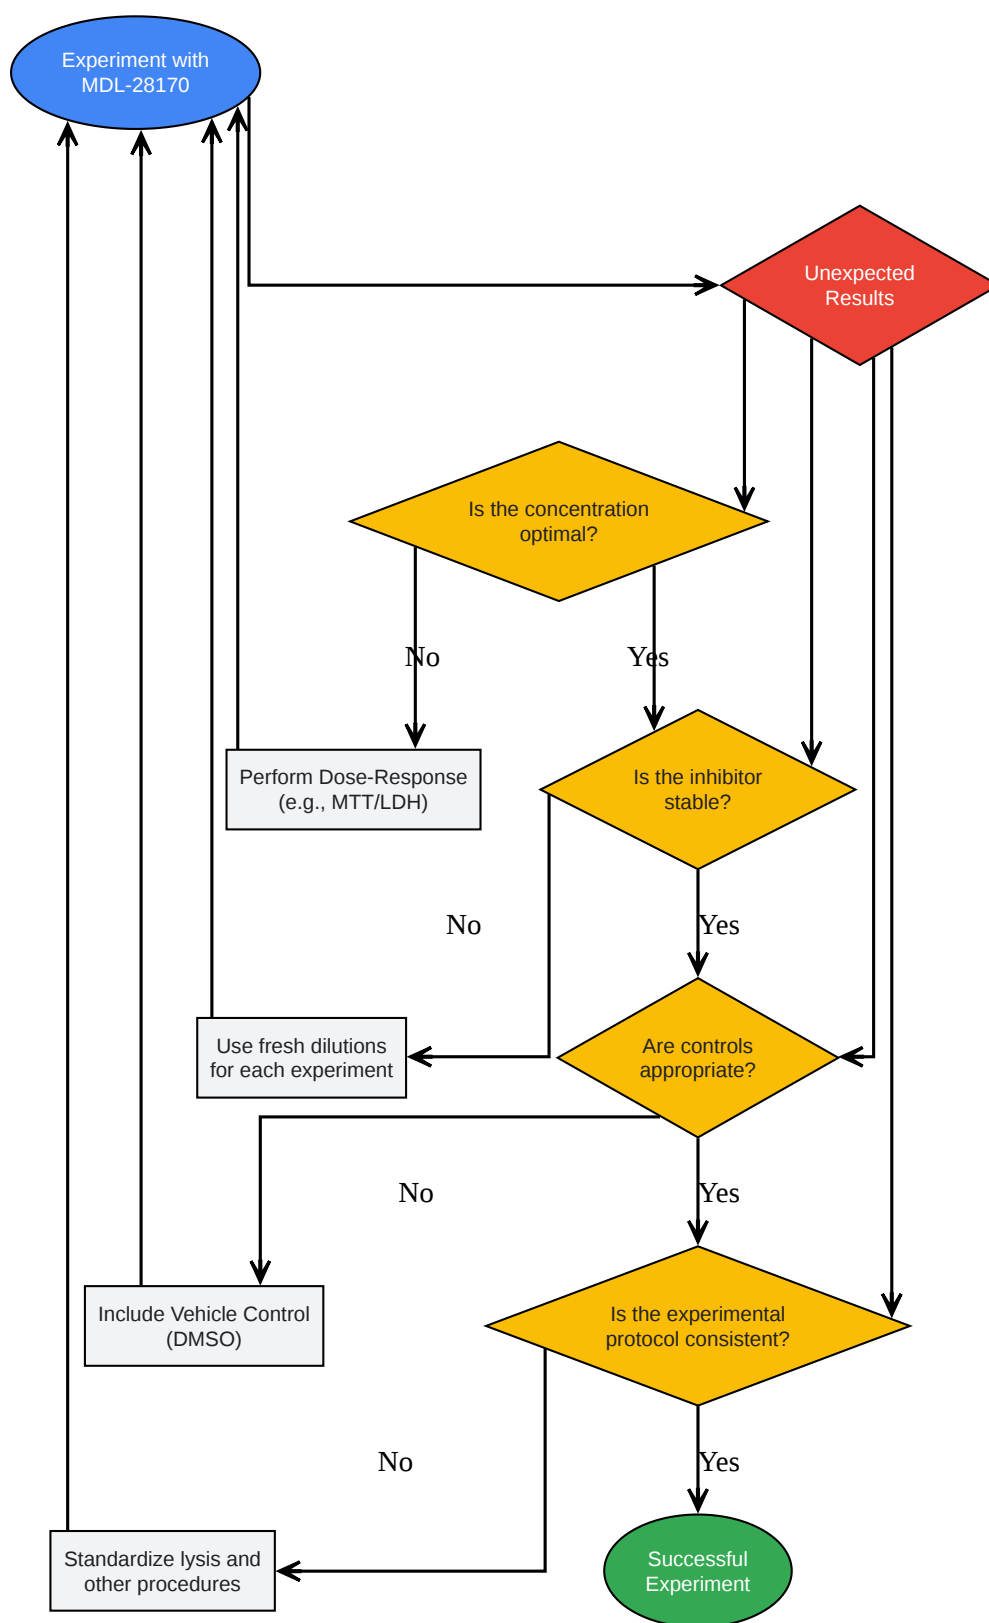 Experiment with
MDL-28170
Unexpected
Results
Is the concentration
optimal?
No
Yes
Perform Dose-Response
(e.g., MTT/LDH)
Is the inhibitor
stable?
No
Yes
Use fresh dilutions
for each experiment
Are controls
appropriate?
No
Yes
Include Vehicle Control
(DMSO)
Is the experimental
protocol consistent?
No
Yes
Standardize lysis and
other procedures
Successful
Experiment